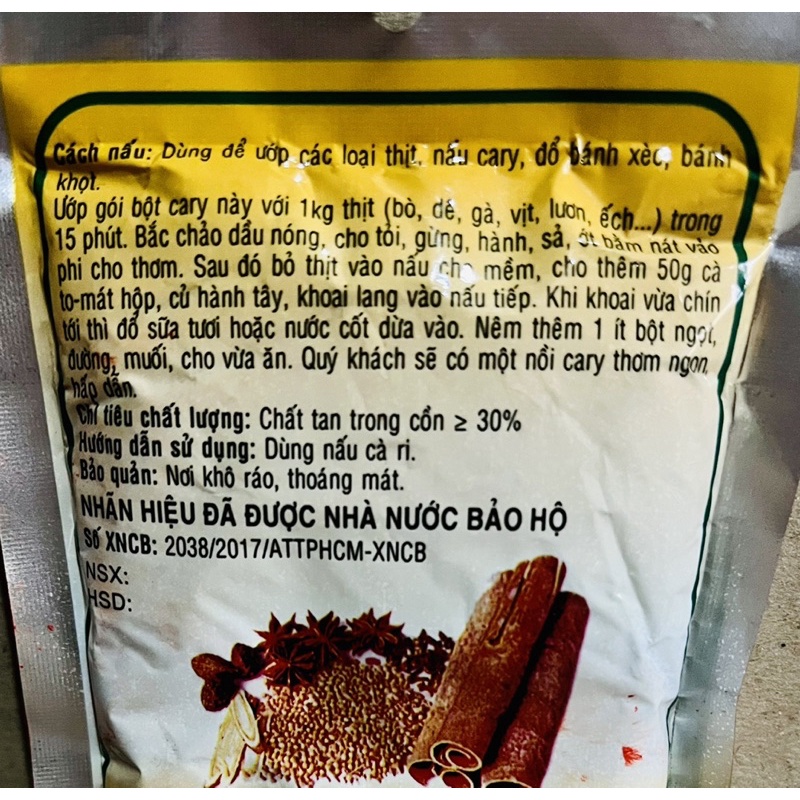 Cách nấu: Dùng để ướp các loại thịt, nấu cary, đổ bánh xèo, bánh
khọt.
Ướp gói bột cary này với 1kg thịt (bò, dê, gà, vịt, lươn, ếch...) trong
15 phút. Bắc chảo dầu nóng, cho tỏi, gừng, hành, sả, ớt bằm nát vào
phi cho thơm. Sau đó bỏ thịt vào nấu cho mềm, cho thêm 50g cà
to-mát hộp, củ hành tây, khoai lang vào nấu tiếp. Khi khoai vừa chín
tới thì đổ sữa tươi hoặc nước cốt dừa vào. Nêm thêm 1 ít bột ngọt,
đường, muối, cho vừa ăn. Quý khách sẽ có một nồi cary thơm ngon,
hấp dẫn.
Chỉ tiêu chất lượng: Chất tan trong cồn ≥ 30%
Hướng dẫn sử dụng: Dùng nấu cà ri.
Bảo quản: Nơi khô ráo, thoáng mát.
NHÃN HIỆU ĐÃ ĐƯỢC NHÀ NƯỚC BẢO HỘ
Số XNCB: 2038/2017/ATTPHCM-XNCB
NSX:
HSD: